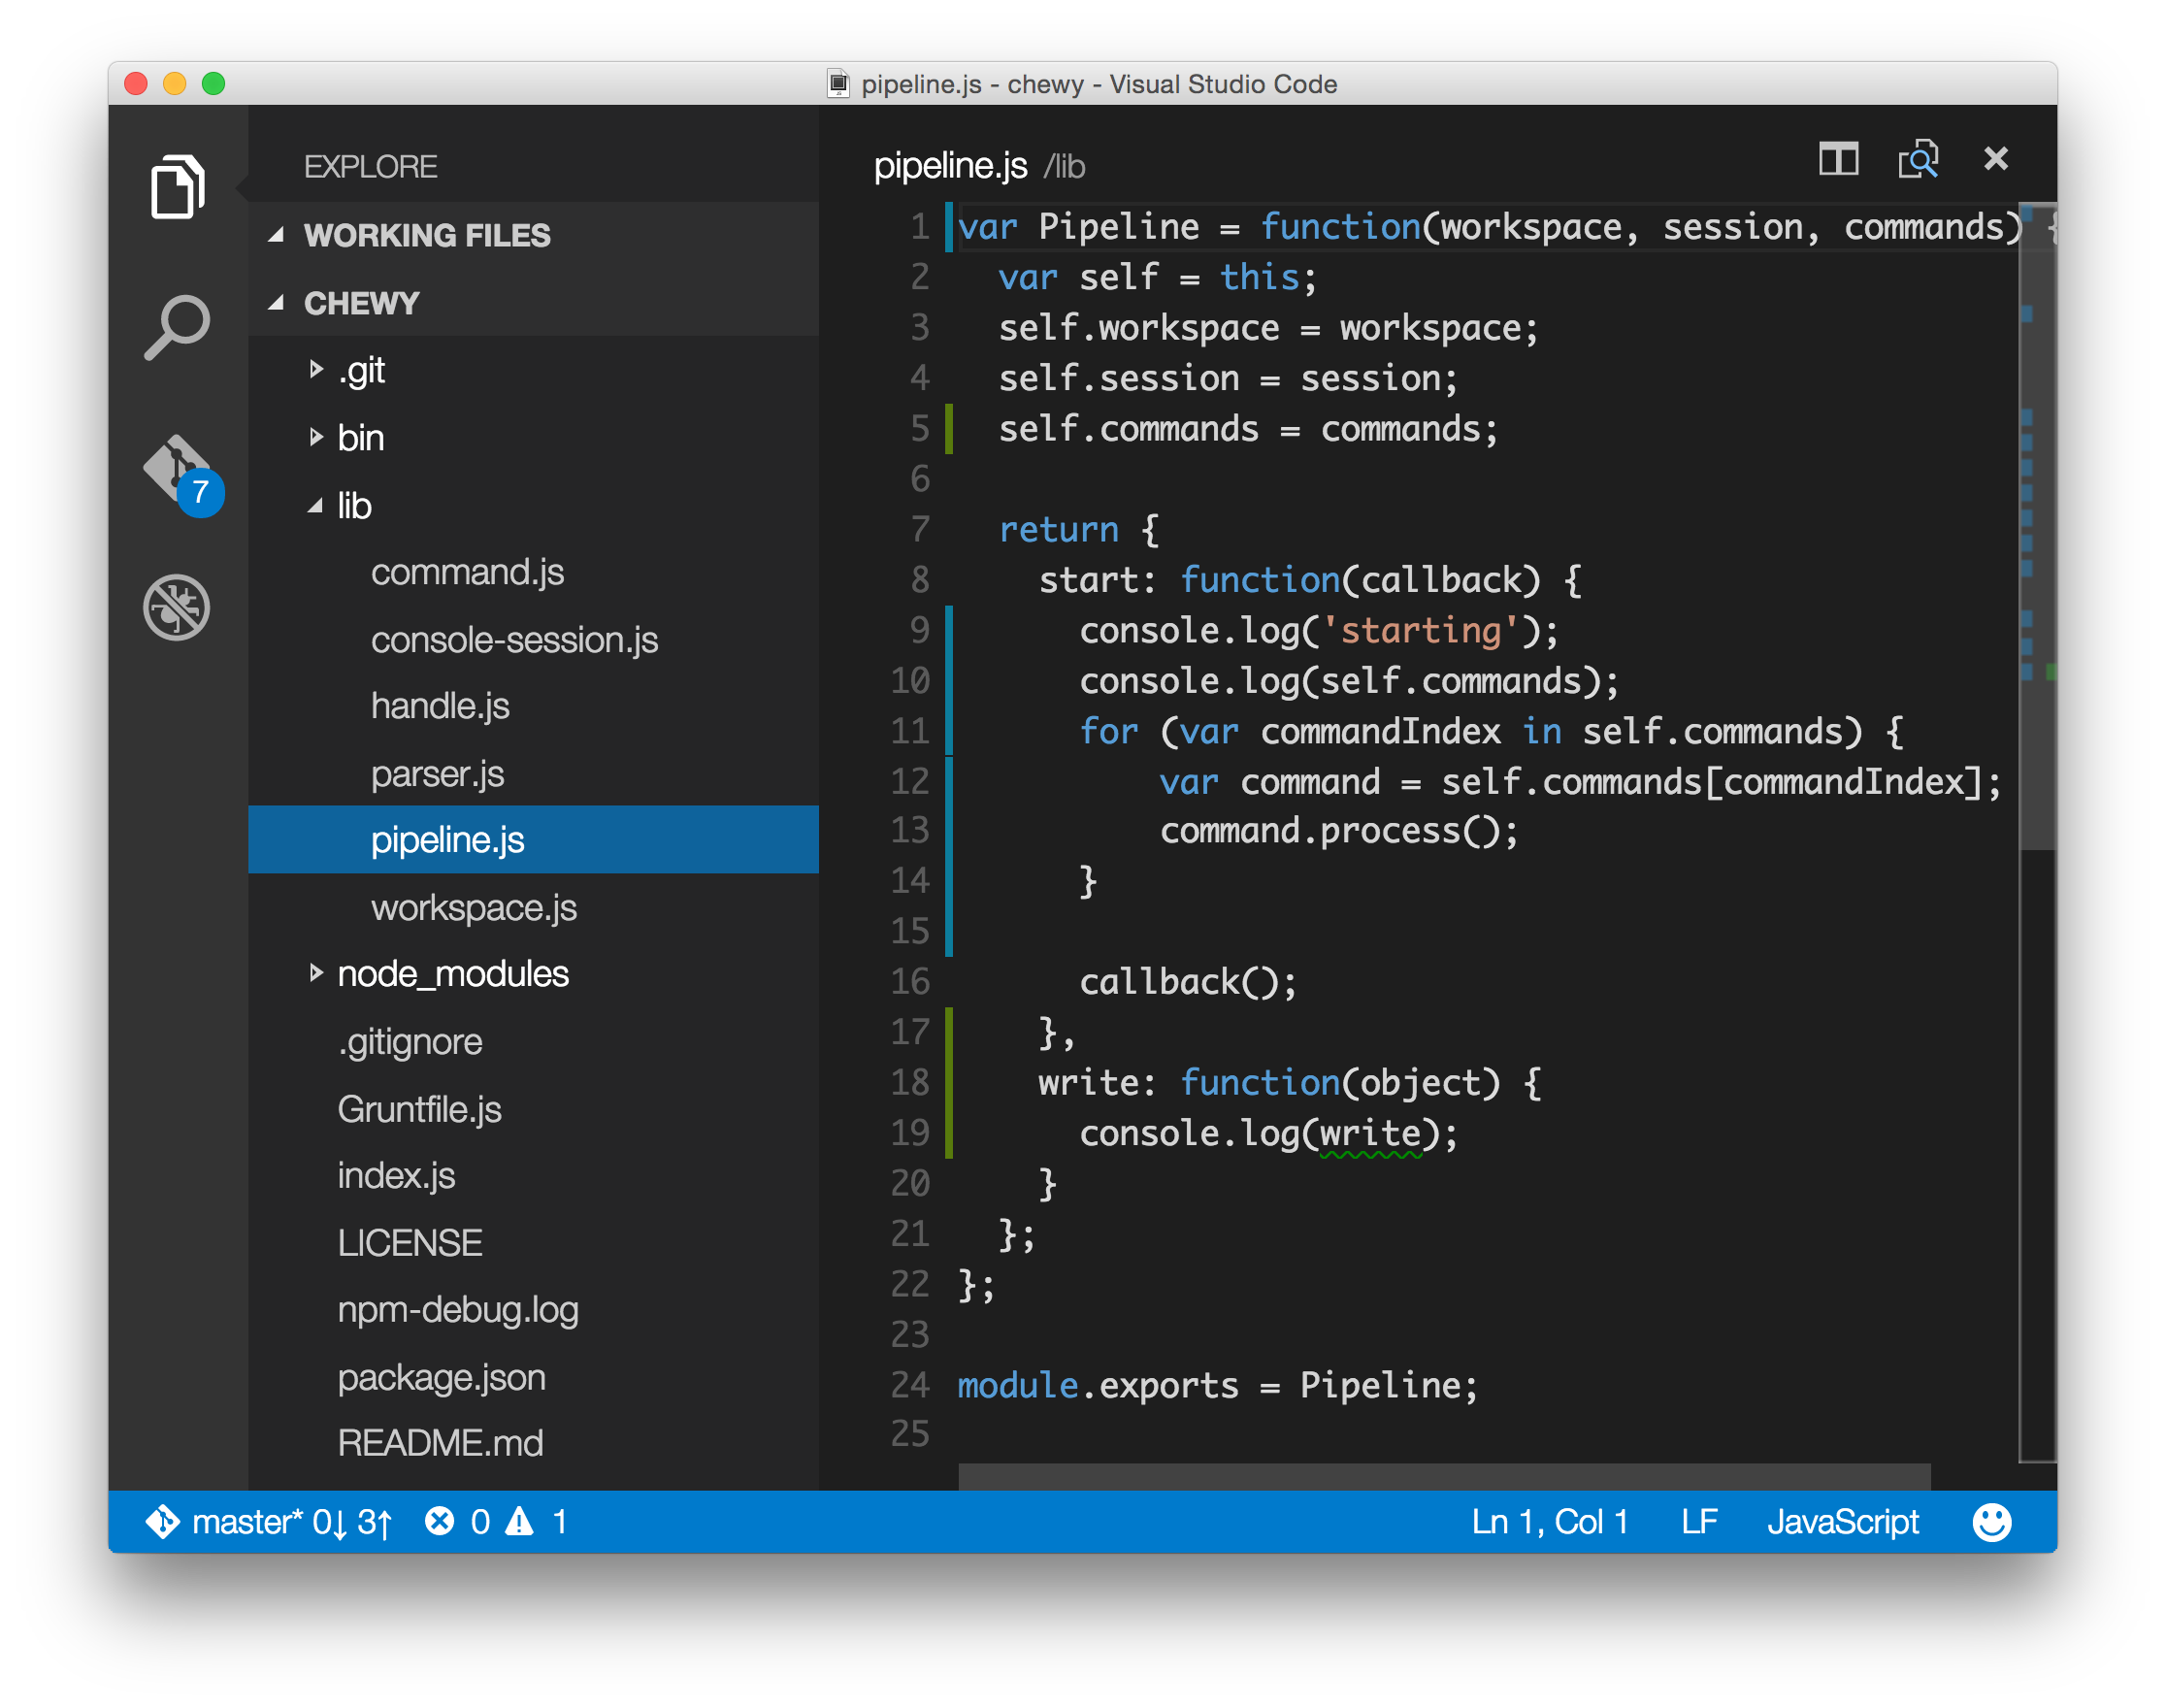 pipeline.js - chewy - Visual Studio Code
EXPLORE
WORKING FILES
CHEWY
.git
bin
7
lib
command.js
console-session.js
handle.js
parser.js
pipeline.js
workspace.js
node_modules
.gitignore
Gruntfile.js
index.js
LICENSE
npm-debug.log
package.json
README.md
pipeline.js /lib
1 var Pipeline = function(workspace, session, commands) {
2   var self = this;
3   self.workspace = workspace;
4   self.session = session;
5   self.commands = commands;
6
7   return {
8     start: function(callback) {
9       console.log('starting');
10       console.log(self.commands);
11       for (var commandIndex in self.commands) {
12           var command = self.commands[commandIndex];
13           command.process();
14       }
15
16       callback();
17     },
18     write: function(object) {
19       console.log(write);
20     }
21   };
22 };
23
24 module.exports = Pipeline;
25
master* 0↓ 3↑ 0 1 Ln 1, Col 1 LF JavaScript